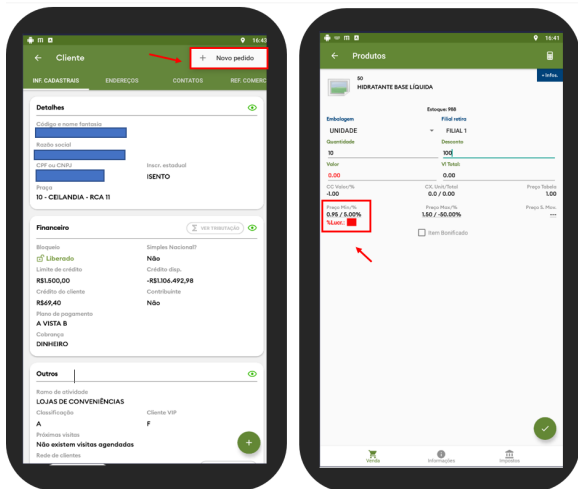 16:43
Cliente
+ Novo pedido
INF. CADASTRAIS ENDEREÇOS CONTATOS REF. COMERC
Detalhes
Código e nome fantasia
Razão social
CPF ou CNPJ Inscr. estadual
ISENTO
Praça
10 - CEILANDIA - RCA 11
Financeiro VER TRIBUTAÇÃO
Bloqueio Simples Nacional?
Liberado Não
Limite de crédito Crédito disp.
R$1.500,00 -R$1.106.492,98
Crédito do cliente Contribuinte
R$69,40 Não
Plano de pagamento
A VISTA B
Cobrança
DINHEIRO
Outros
Ramo de atividade
LOJAS DE CONVENIÊNCIAS
Classificação Cliente VIP
A F
Próximas visitas
Não existem visitas agendadas
Rede de clientes
16:41
Produtos
+ Infos.
50
HIDRATANTE BASE LÍQUIDA
Estoque: 988
Embalagem Filial retira
UNIDADE FILIAL 1
Quantidade Desconto
10 100
Valor Vl Total:
0.00 0.00
CC Valor/% CX. Unit/Total Preço Tabela
-1.00 0.0 / 0.00 1.00
Preço Min/% Preço Max/% Preço S. Mov.
0.95 / 5.00% 1.50 / -50.00% ---
%Lucr.:
Item Bonificado
Venda Informações Impostos